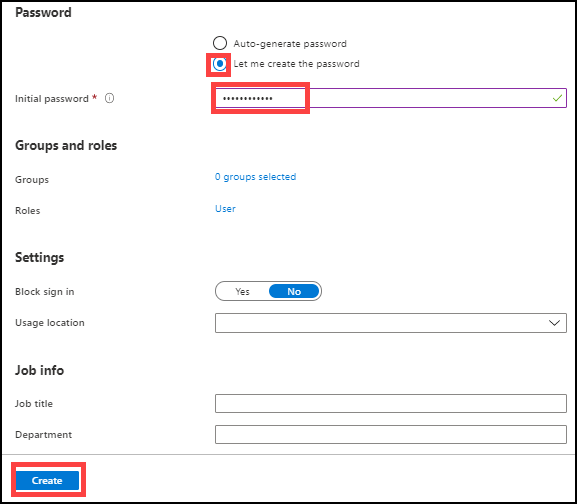 Password
Auto-generate password
Let me create the password
Initial password * ••••••••••••
Groups and roles
Groups 0 groups selected
Roles User
Settings
Block sign in Yes No
Usage location
Job info
Job title
Department
Create